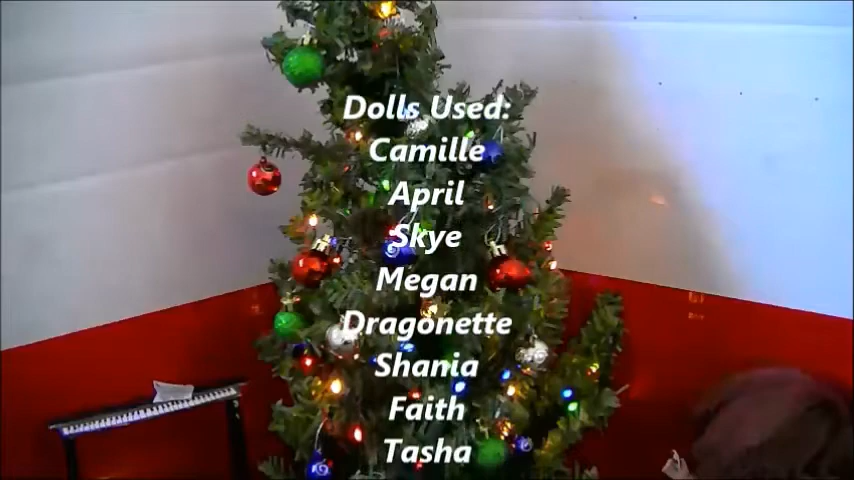 Dolls Used:
Camille
April
Skye
Megan
Dragonette
Shania
Faith
Tasha